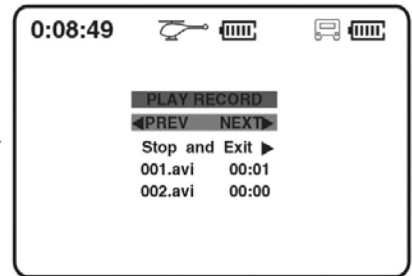 0:08:49
PLAY RECORD
◀PREV NEXT▶
Stop and Exit ▶
001.avi 00:01
002.avi 00:00